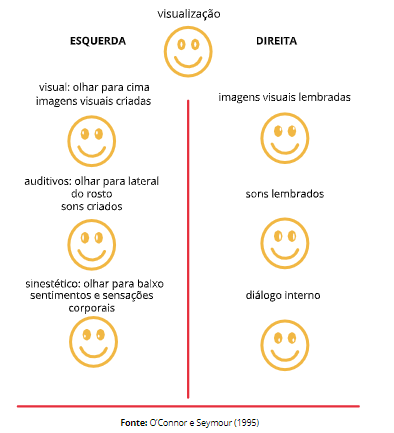 visualização
ESQUERDA
DIREITA
visual: olhar para cima
imagens visuais criadas
imagens visuais lembradas
auditivos: olhar para lateral
do rosto
sons criados
sons lembrados
sinestético: olhar para baixo
sentimentos e sensações
corporais
diálogo interno
Fonte: O'Connor e Seymour (1995)